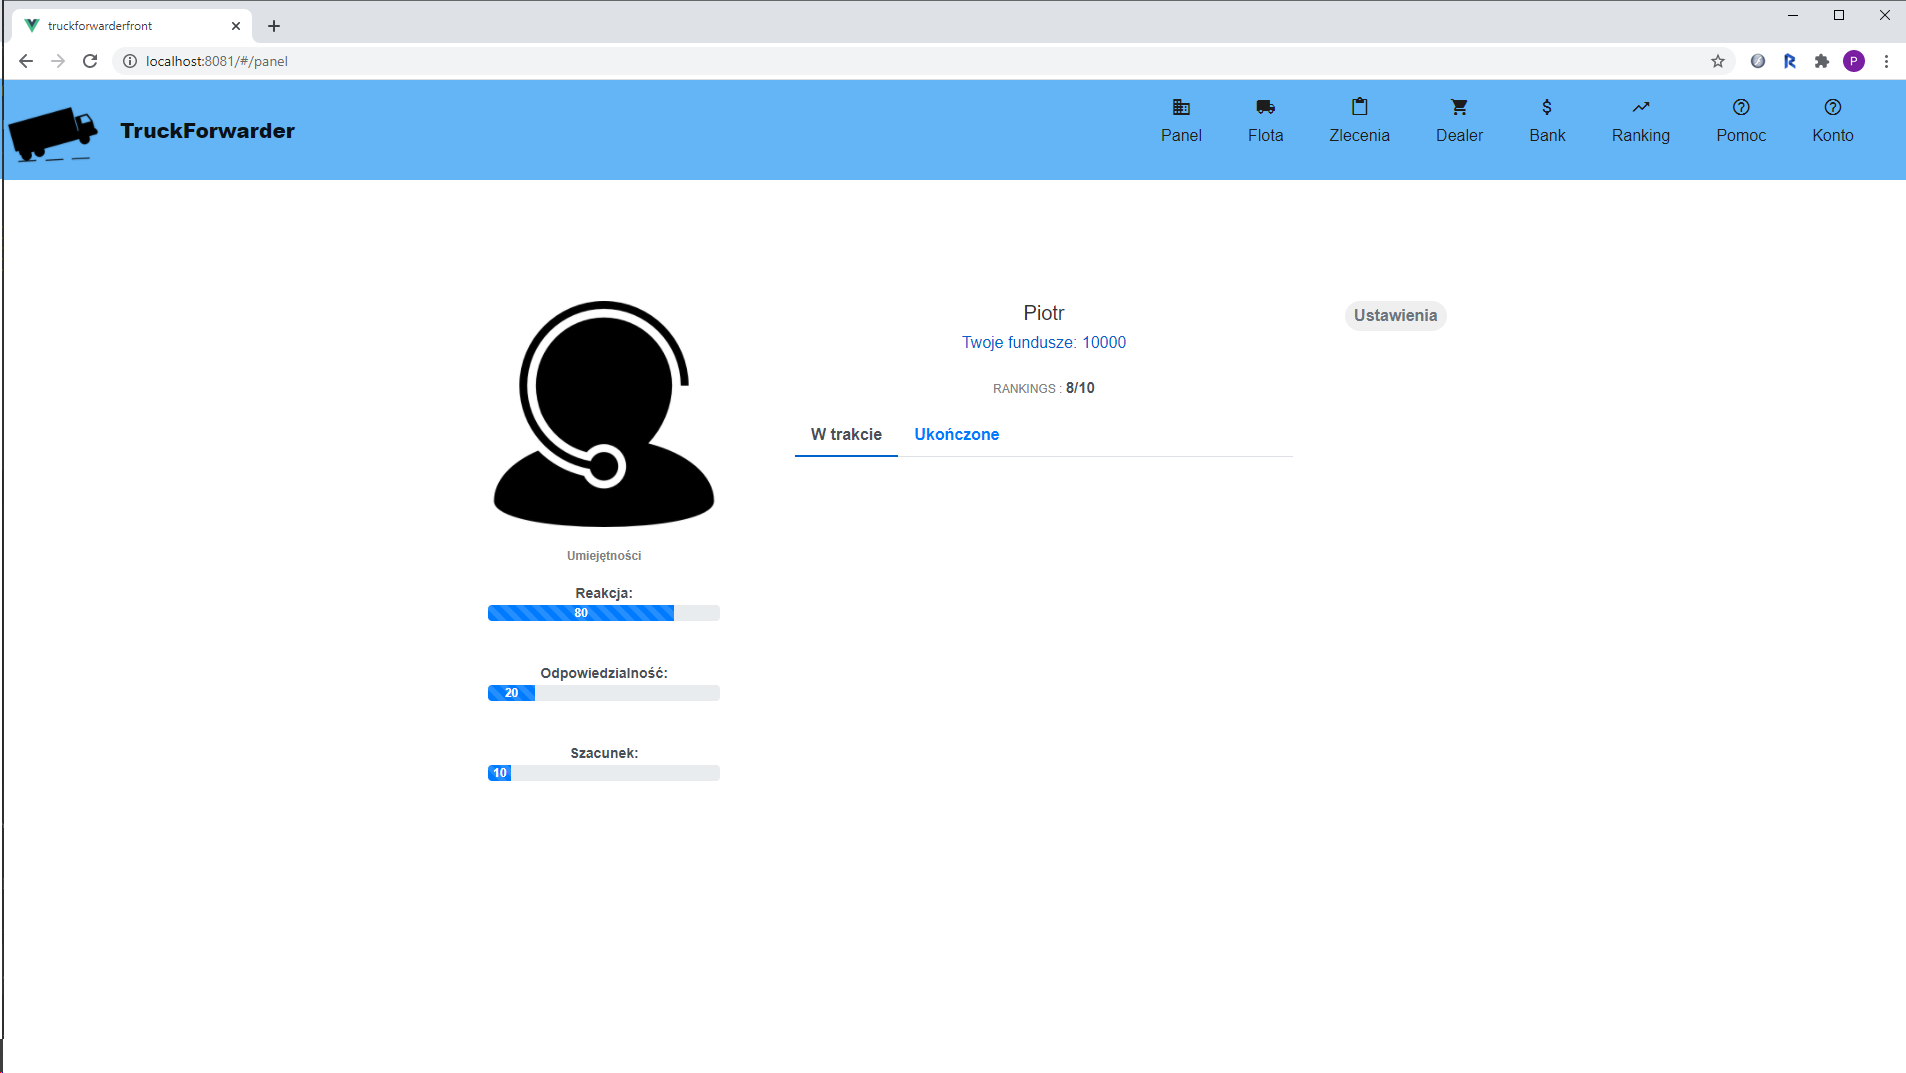 truckforwarderfront
localhost:8081/#/panel
P
TruckForwarder
Panel
Flota
Zlecenia
Dealer
Bank
Ranking
Pomoc
Konto
Piotr
Ustawienia
Twoje fundusze: 10000
RANKINGS : 8/10
W trakcie
Ukończone
Umiejętności
Reakcja:
80
Odpowiedzialność:
20
Szacunek:
10